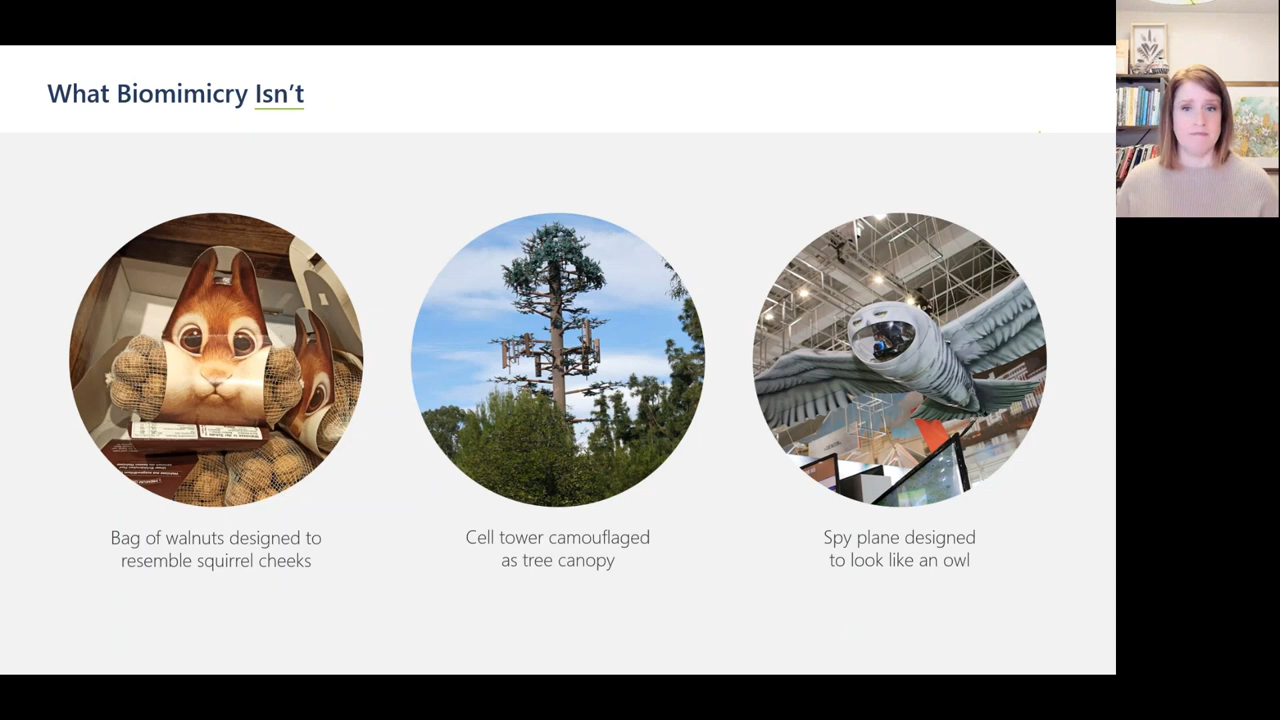 What Biomimicry Isn't
Bag of walnuts designed to
resemble squirrel cheeks
Cell tower camouflaged
as tree canopy
Spy plane designed
to look like an owl